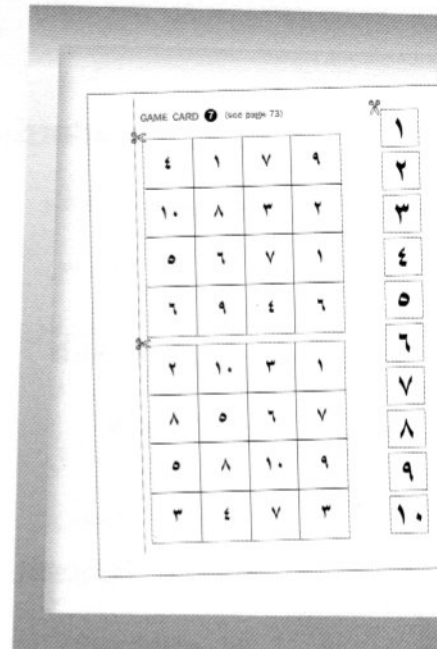 GAME CARD 7 (see page 73)
٤ ١ ٧ ٩
١٠ ٨ ٣ ٢
٥ ٦ ٧ ١
٦ ٩ ٤ ٦
٢ ١٠ ٣ ١
٨ ٥ ٦ ٧
٥ ٨ ١٠ ٩
٣ ٤ ٧ ٣
١
٢
٣
٤
٥
٦
٧
٨
٩
١٠